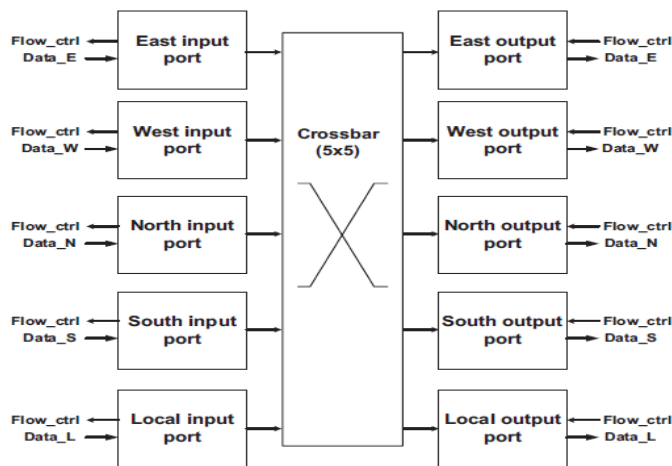 Flow_ctrl
Data_E
East input
port
East output
port
Flow_ctrl
Data_E
Flow_ctrl
Data_W
West input
port
Crossbar
(5x5)
West output
port
Flow_ctrl
Data_W
Flow_ctrl
Data_N
North input
port
North output
port
Flow_ctrl
Data_N
Flow_ctrl
Data_S
South input
port
South output
port
Flow_ctrl
Data_S
Flow_ctrl
Data_L
Local input
port
Local output
port
Flow_ctrl
Data_L